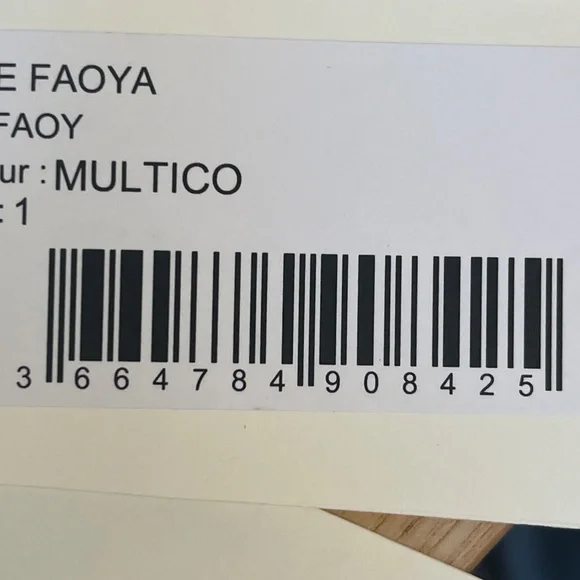 E FAOYA
FAOY
ur : MULTICO
: 1
3 664784 908425